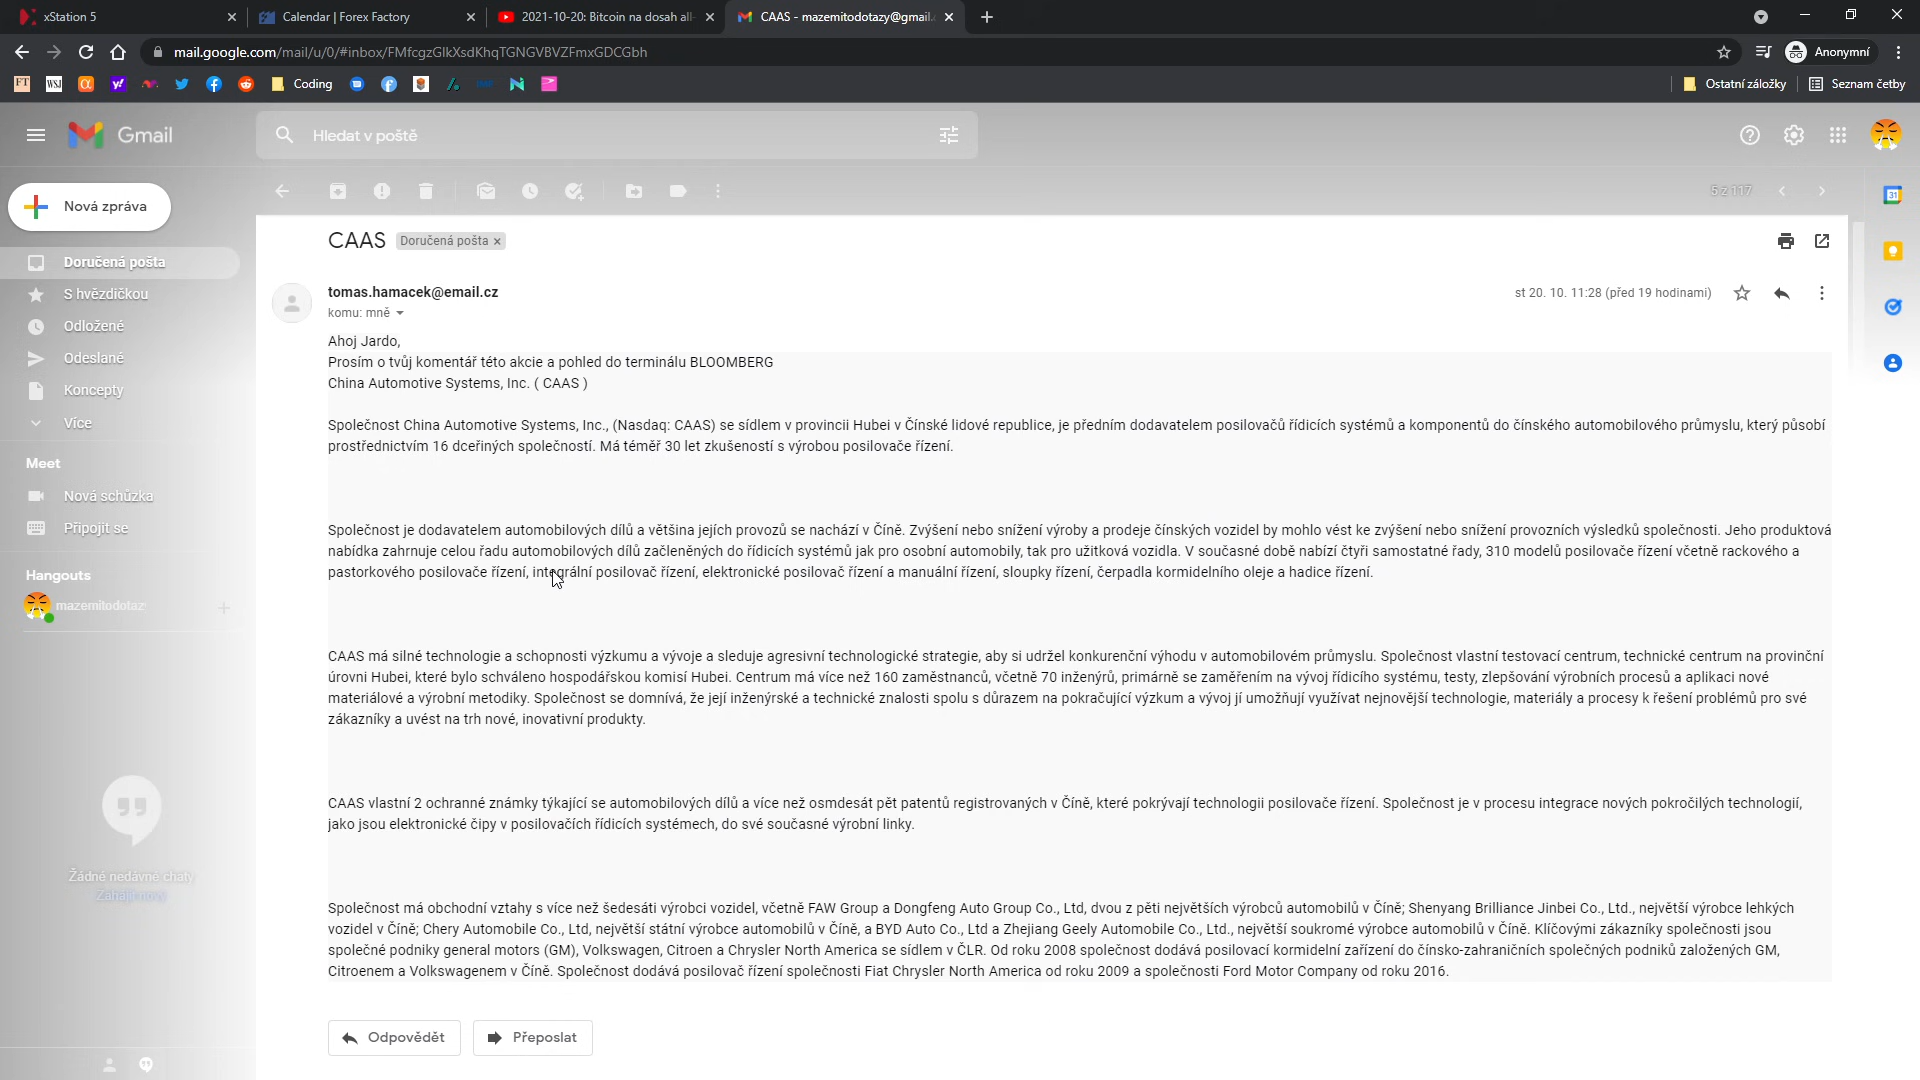 xStation 5
Calendar | Forex Factory
2021-10-20: Bitcoin na dosah all-
CAAS - mazemitodotazy@gmail.
mail.google.com/mail/u/0/#inbox/FMfcgzGlkXsdKhqTGNGVBVZFmxGDCGbh
Anonymní
FT
WSJ
Coding
Ostatní záložky
Seznam četby
Gmail
Hledat v poště
Nová zpráva
5 z 117
Doručená pošta
S hvězdičkou
Odložené
Odeslané
Koncepty
Více
Meet
Nová schůzka
Připojit se
Hangouts
mazemitodotaz
Žádné nedávné chaty
Zahájit nový
CAAS Doručená pošta
tomas.hamacek@email.cz
st 20. 10. 11:28 (před 19 hodinami)
komu: mně
Ahoj Jardo,
Prosím o tvůj komentář této akcie a pohled do terminálu BLOOMBERG
China Automotive Systems, Inc. ( CAAS )
Společnost China Automotive Systems, Inc., (Nasdaq: CAAS) se sídlem v provincii Hubei v Čínské lidové republice, je předním dodavatelem posilovačů řídicích systémů a komponentů do čínského automobilového průmyslu, který působí
prostřednictvím 16 dceřiných společností. Má téměř 30 let zkušeností s výrobou posilovače řízení.
Společnost je dodavatelem automobilových dílů a většina jejích provozů se nachází v Číně. Zvýšení nebo snížení výroby a prodeje čínských vozidel by mohlo vést ke zvýšení nebo snížení provozních výsledků společnosti. Jeho produktová
nabídka zahrnuje celou řadu automobilových dílů začleněných do řídicích systémů jak pro osobní automobily, tak pro užitková vozidla. V současné době nabízí čtyři samostatné řady, 310 modelů posilovače řízení včetně rackového a
pastorkového posilovače řízení, integrální posilovač řízení, elektronické posilovač řízení a manuální řízení, sloupky řízení, čerpadla kormidelního oleje a hadice řízení.
CAAS má silné technologie a schopnosti výzkumu a vývoje a sleduje agresivní technologické strategie, aby si udržel konkurenční výhodu v automobilovém průmyslu. Společnost vlastní testovací centrum, technické centrum na provinční
úrovni Hubei, které bylo schváleno hospodářskou komisí Hubei. Centrum má více než 160 zaměstnanců, včetně 70 inženýrů, primárně se zaměřením na vývoj řídicího systému, testy, zlepšování výrobních procesů a aplikaci nové
materiálové a výrobní metodiky. Společnost se domnívá, že její inženýrské a technické znalosti spolu s důrazem na pokračující výzkum a vývoj jí umožňují využívat nejnovější technologie, materiály a procesy k řešení problémů pro své
zákazníky a uvést na trh nové, inovativní produkty.
CAAS vlastní 2 ochranné známky týkající se automobilových dílů a více než osmdesát pět patentů registrovaných v Číně, které pokrývají technologii posilovače řízení. Společnost je v procesu integrace nových pokročilých technologií,
jako jsou elektronické čipy v posilovačích řídicích systémech, do své současné výrobní linky.
Společnost má obchodní vztahy s více než šedesáti výrobci vozidel, včetně FAW Group a Dongfeng Auto Group Co., Ltd, dvou z pěti největších výrobců automobilů v Číně; Shenyang Brilliance Jinbei Co., Ltd., největší výrobce lehkých
vozidel v Číně; Chery Automobile Co., Ltd, největší státní výrobce automobilů v Číně, a BYD Auto Co., Ltd a Zhejiang Geely Automobile Co., Ltd., největší soukromé výrobce automobilů v Číně. Klíčovými zákazníky společnosti jsou
společné podniky general motors (GM), Volkswagen, Citroen a Chrysler North America se sídlem v ČLR. Od roku 2008 společnost dodává posilovací kormidelní zařízení do čínsko-zahraničních společných podniků založených GM,
Citroenem a Volkswagenem v Číně. Společnost dodává posilovač řízení společnosti Fiat Chrysler North America od roku 2009 a společnosti Ford Motor Company od roku 2016.
Odpovědět
Přeposlat